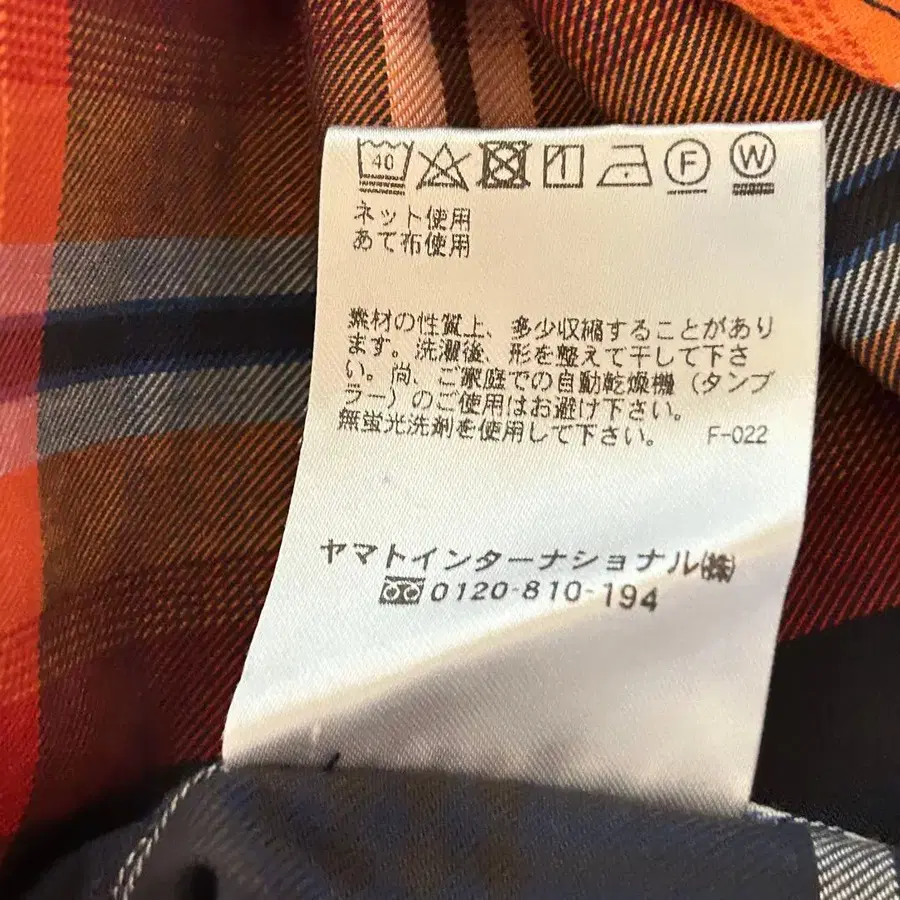 40 F W
ネット使用
あて布使用
素材の性質上、多少収縮することがあり
ます。洗濯後、形を整えて干して下さ
い。尚、ご家庭での自動乾燥機（タンブ
ラー）のご使用はお避け下さい。
無蛍光洗剤を使用して下さい。 F-022
ヤマトインターナショナル㈱
0120-810-194